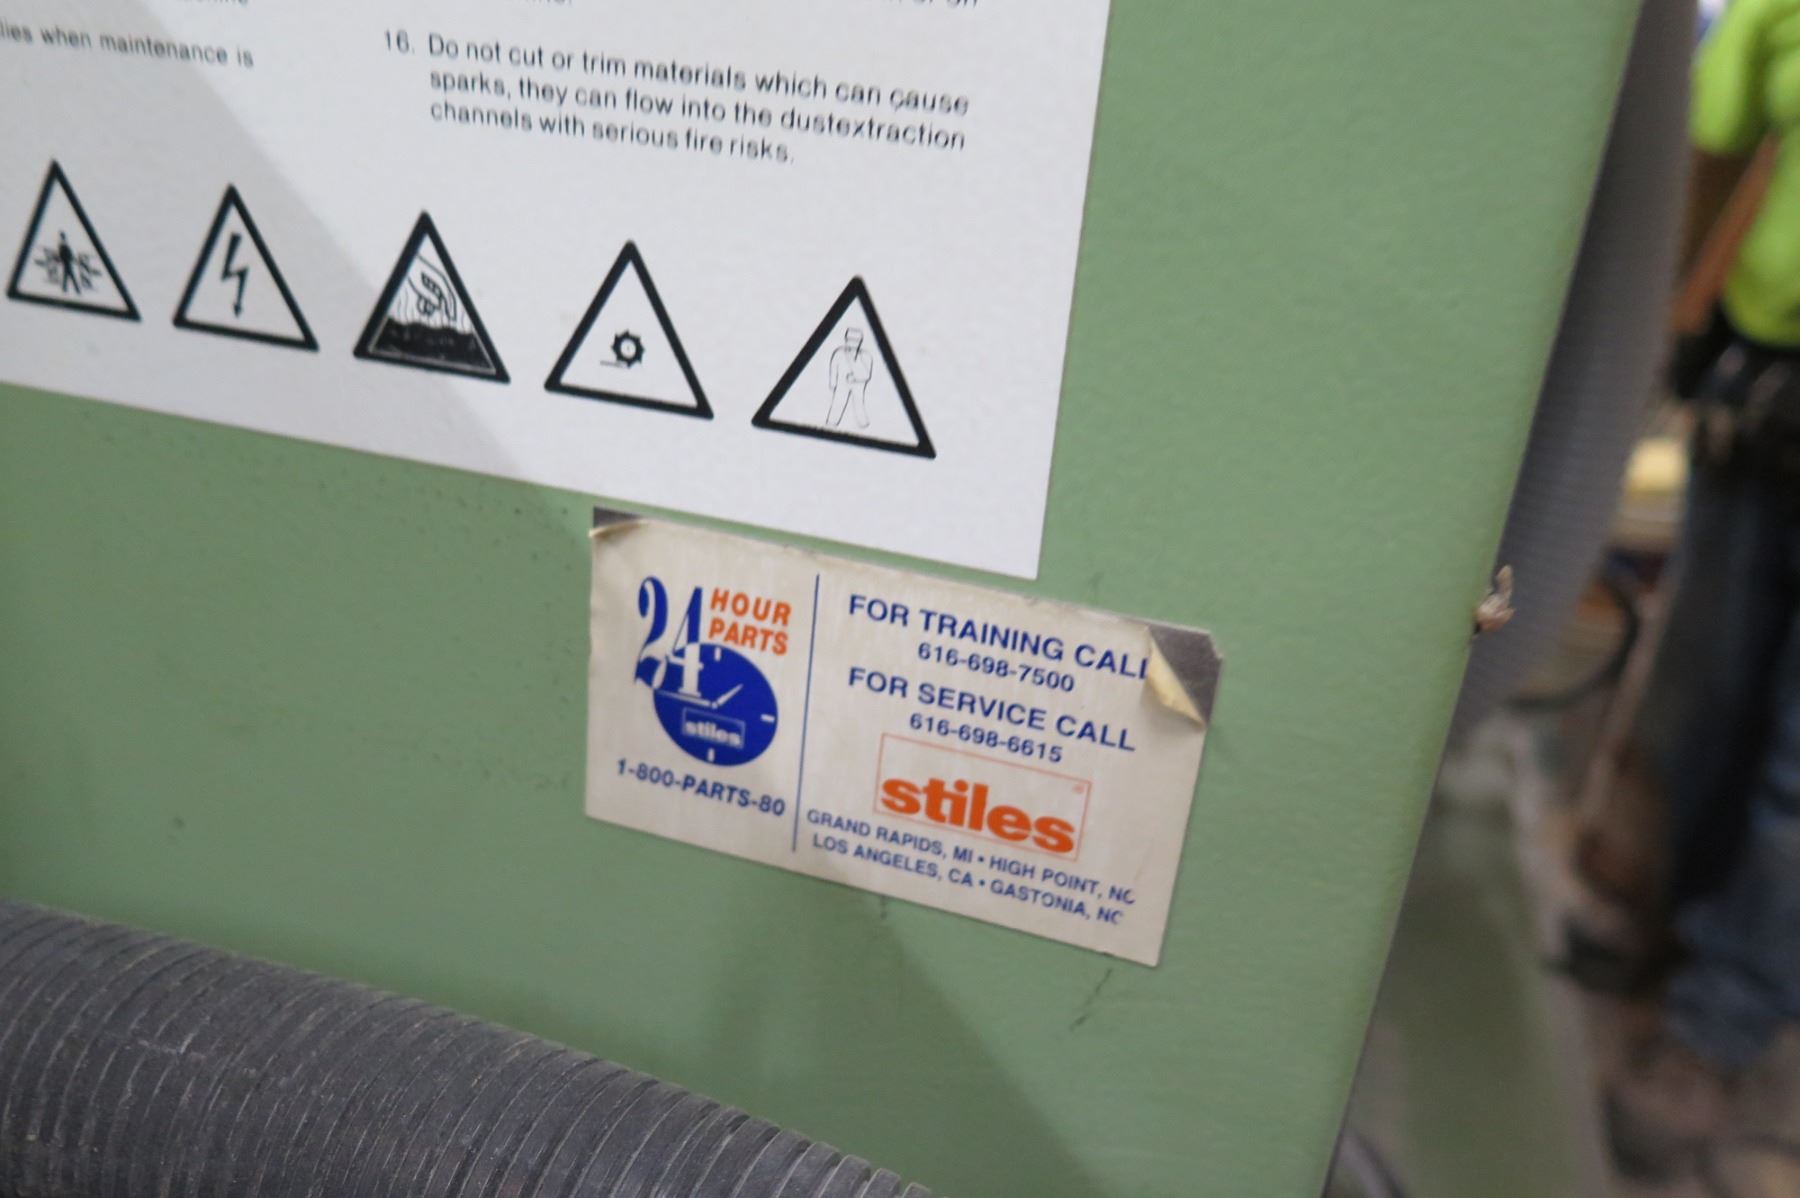 when maintenance is
16. Do not cut or trim materials which can cause
sparks, they can flow into the dustextraction
channels with serious fire risks.
24 HOUR
PARTS
stiles
1-800-PARTS-80
FOR TRAINING CALL
616-698-7500
FOR SERVICE CALL
616-698-6615
stiles®
GRAND RAPIDS, MI • HIGH POINT, NC
LOS ANGELES, CA • GASTONIA, NC